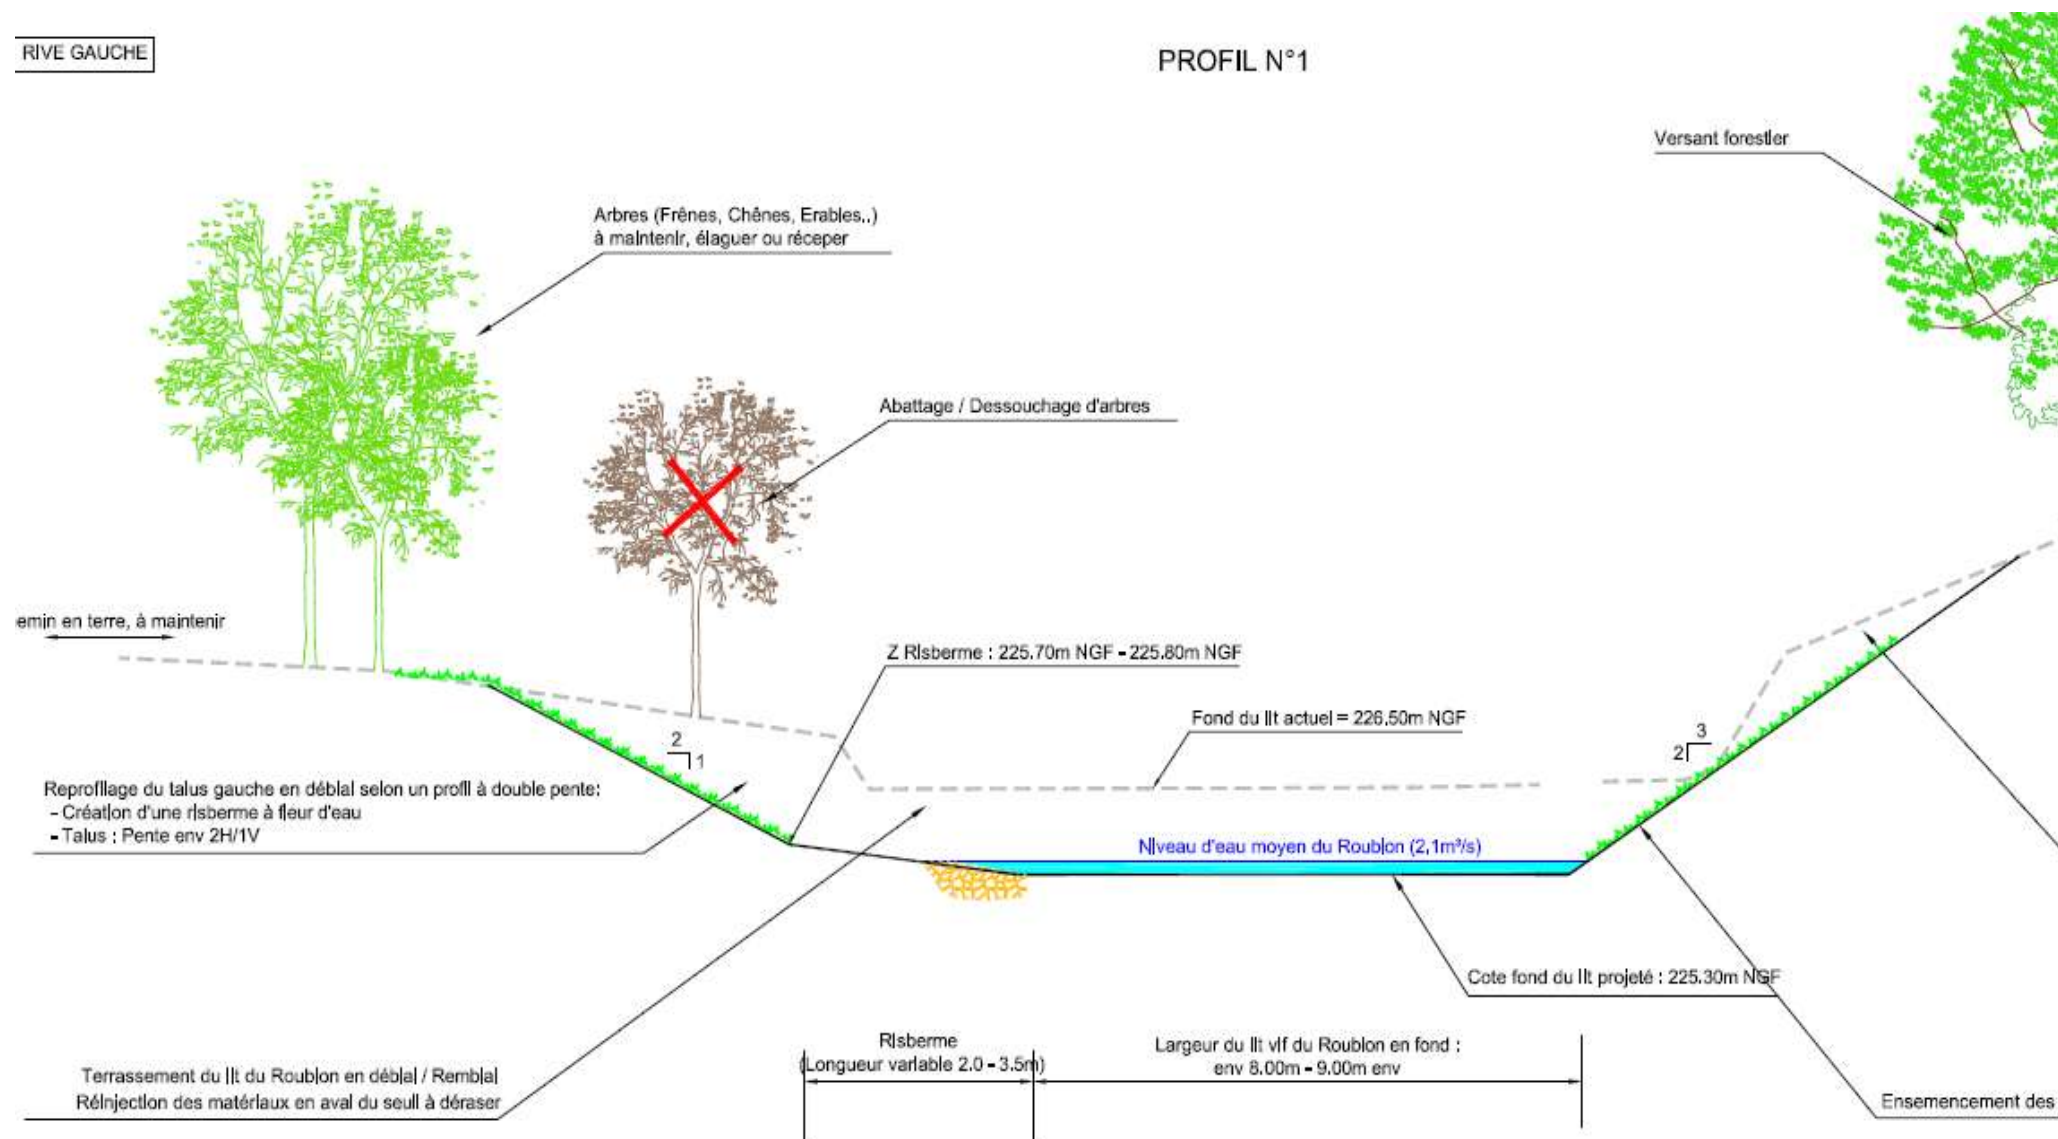 RIVE GAUCHE
PROFIL N°1
Versant forestier
Arbres (Frênes, Chênes, Erables..)
à maintenir, élaguer ou réceper
Abattage / Dessouchage d'arbres
emin en terre, à maintenir
Z Risberme : 225.70m NGF - 225.80m NGF
Fond du lit actuel = 226.50m NGF
2
1
3
2
Reprofilage du talus gauche en déblai selon un profil à double pente:
- Création d'une risberme à fleur d'eau
- Talus : Pente env 2H/1V
Niveau d'eau moyen du Roubion (2,1m³/s)
Cote fond du lit projeté : 225.30m NGF
Risberme
(Longueur variable 2.0 - 3.5m)
Largeur du lit vif du Roubion en fond :
env 8.00m - 9.00m env
Terrassement du lit du Roubion en déblai / Remblai
Réinjection des matériaux en aval du seuil à déraser
Ensemencement des